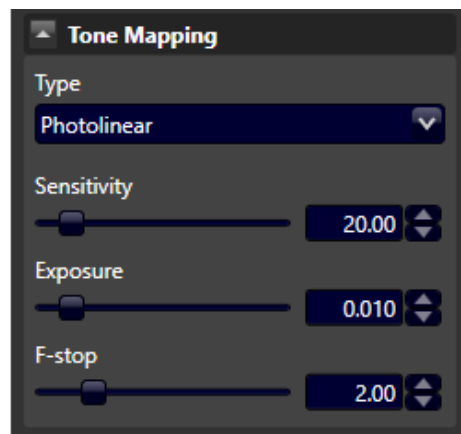 Tone Mapping
Type
Photolinear
Sensitivity
20.00
Exposure
0.010
F-stop
2.00